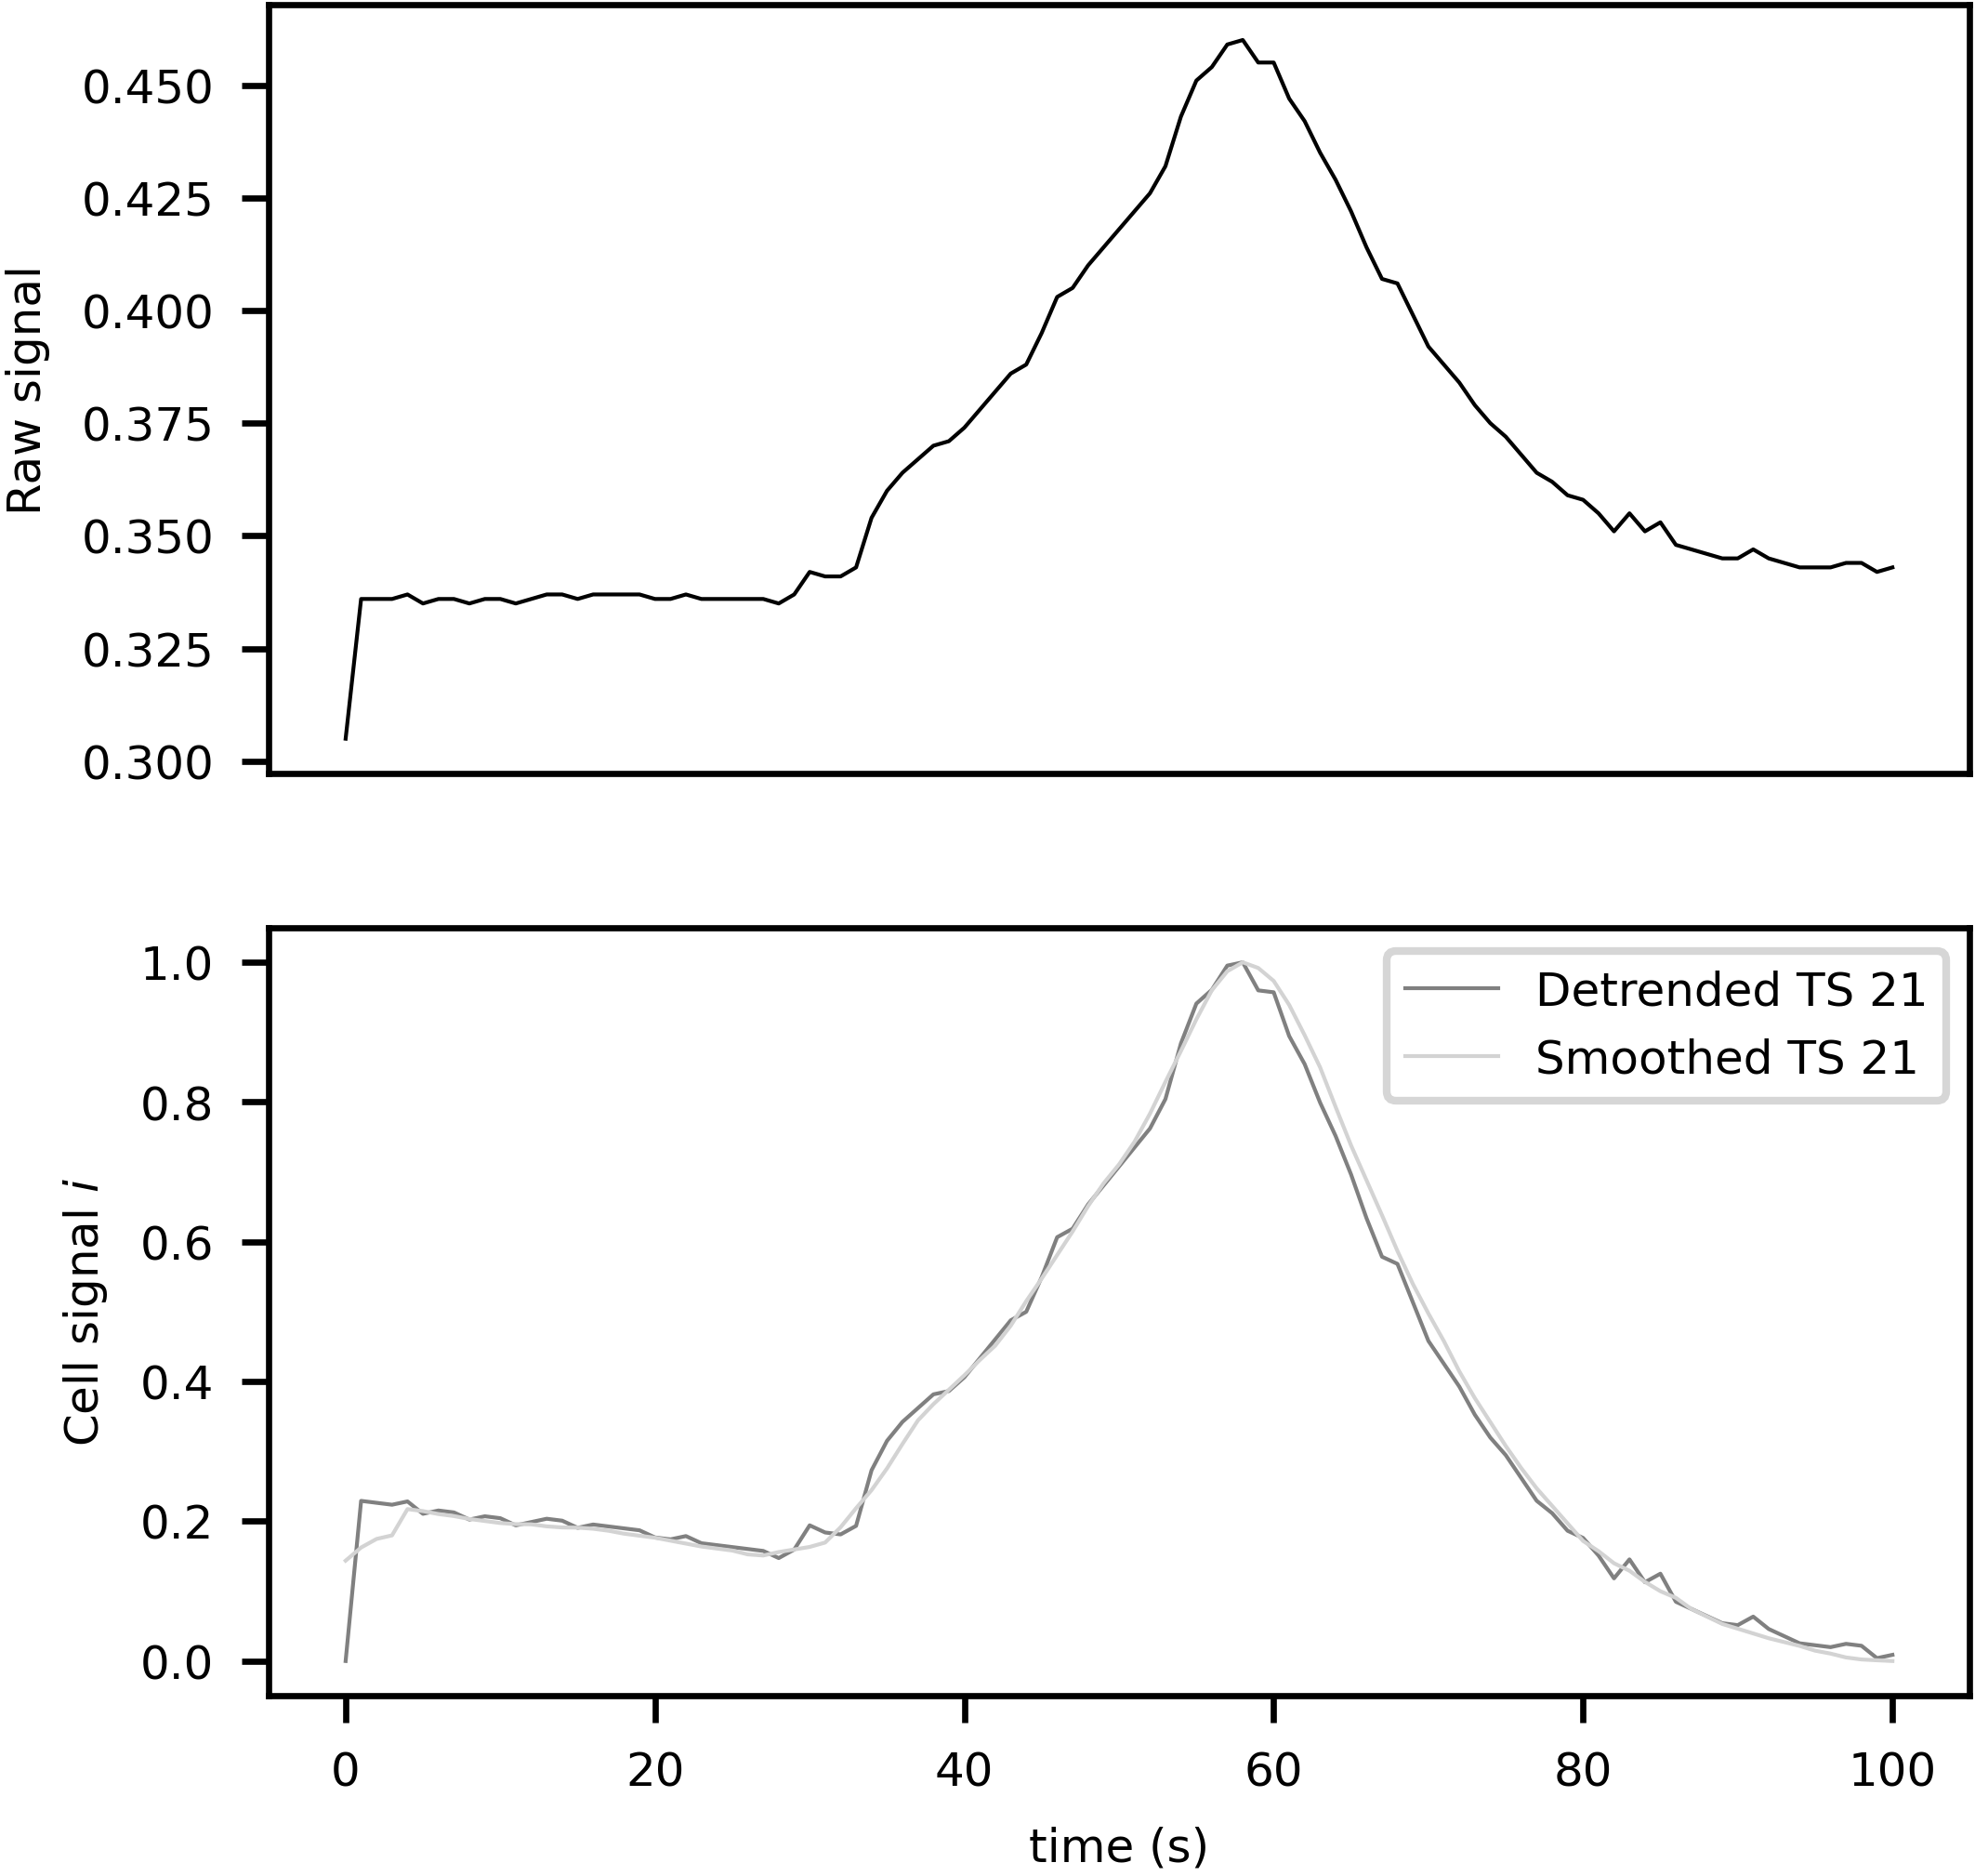 Raw signal
0.450
0.425
0.400
0.375
0.350
0.325
0.300
Cell signal i
1.0
0.8
0.6
0.4
0.2
0.0
Detrended TS 21
Smoothed TS 21
0 20 40 60 80 100
time (s)